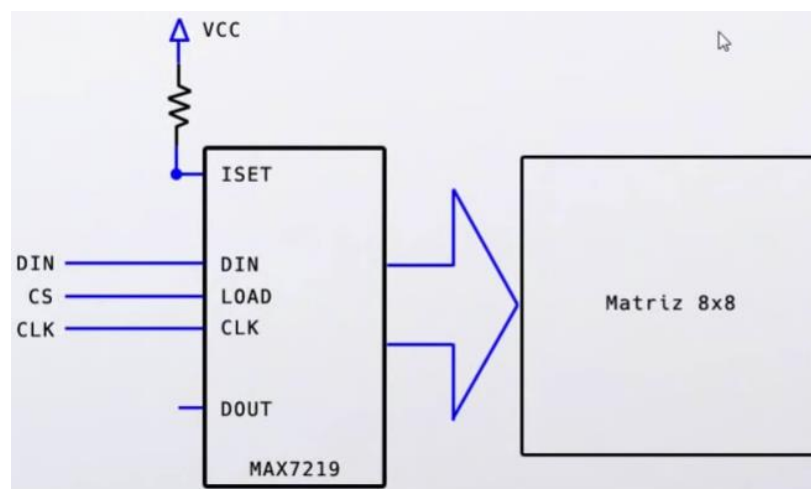 VCC
ISET
DIN
DIN
CS
LOAD
CLK
CLK
DOUT
MAX7219
Matriz 8x8